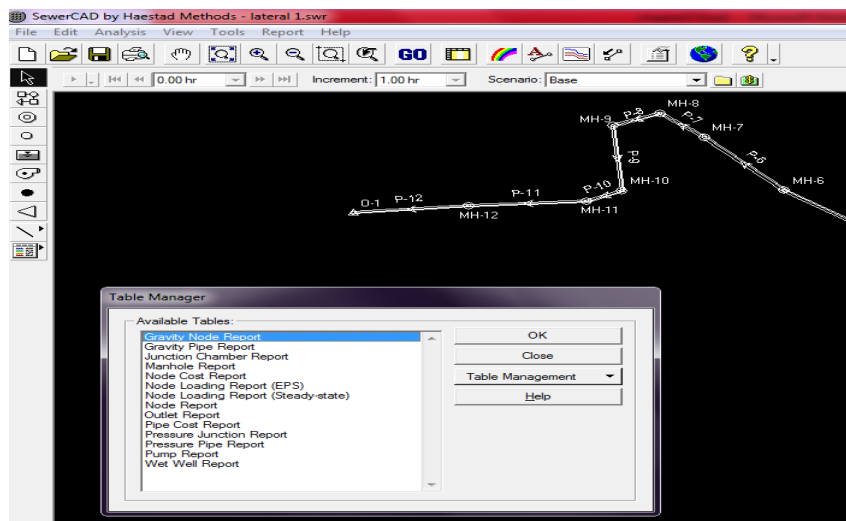 SewerCAD by Haestad Methods - lateral 1.swr
File Edit Analysis View Tools Report Help
GO
0.00 hr Increment: 1.00 hr Scenario: Base
MH-8
MH-9 P-8 P-7 MH-7
P-9 P-6
P-10 MH-10 MH-6
O-1 P-12 P-11
MH-12 MH-11
Table Manager
Available Tables:
Gravity Node Report
Gravity Pipe Report
Junction Chamber Report
Manhole Report
Node Cost Report
Node Loading Report (EPS)
Node Loading Report (Steady-state)
Node Report
Outlet Report
Pipe Cost Report
Pressure Junction Report
Pressure Pipe Report
Pump Report
Wet Well Report
OK
Close
Table Management
Help